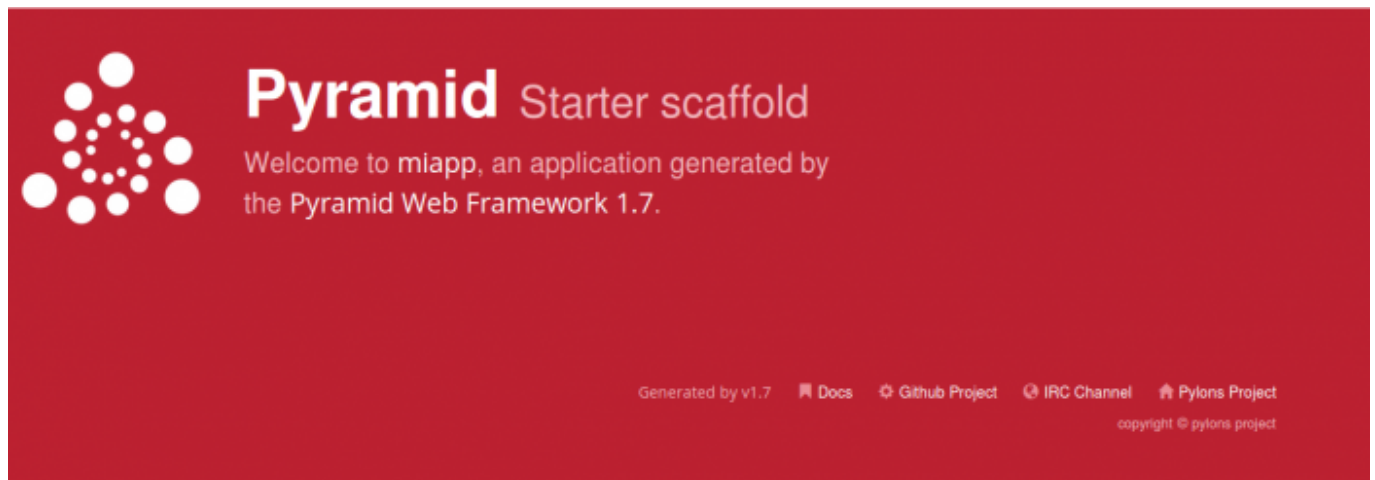 Pyramid Starter scaffold
Welcome to miapp, an application generated by
the Pyramid Web Framework 1.7.
Generated by v1.7 Docs Github Project IRC Channel Pylons Project
copyright © pylons project